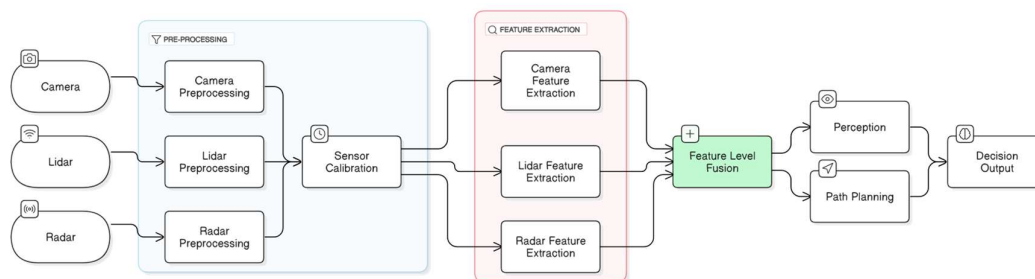 PRE-PROCESSING
FEATURE EXTRACTION
Camera
Camera
Preprocessing
Camera
Feature
Extraction
Lidar
Lidar
Preprocessing
Sensor
Calibration
Lidar Feature
Extraction
Feature Level
Fusion
Perception
Path Planning
Decision
Output
Radar
Radar
Preprocessing
Radar Feature
Extraction